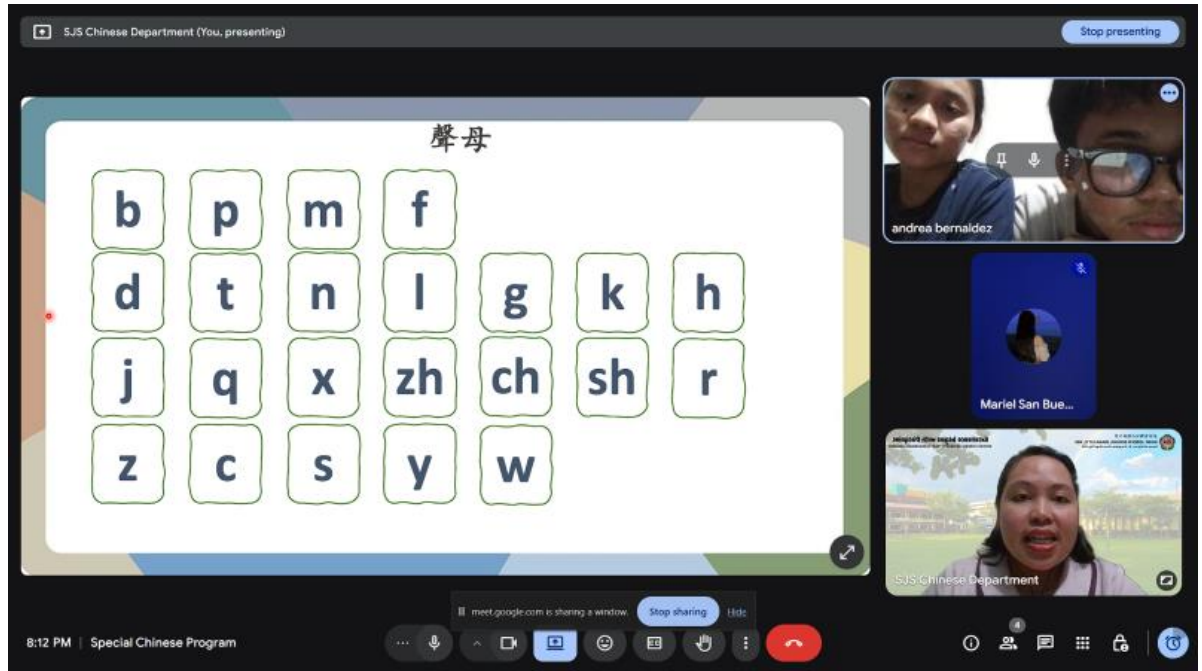 SJS Chinese Department (You, presenting)
Stop presenting
聲母
b p m f
d t n l g k h
j q x zh ch sh r
z c s y w
andrea bernaldez
Mariel San Bue...
SJS Chinese Department
meet.google.com is sharing a window.
Stop sharing
Hide
8:12 PM | Special Chinese Program
4